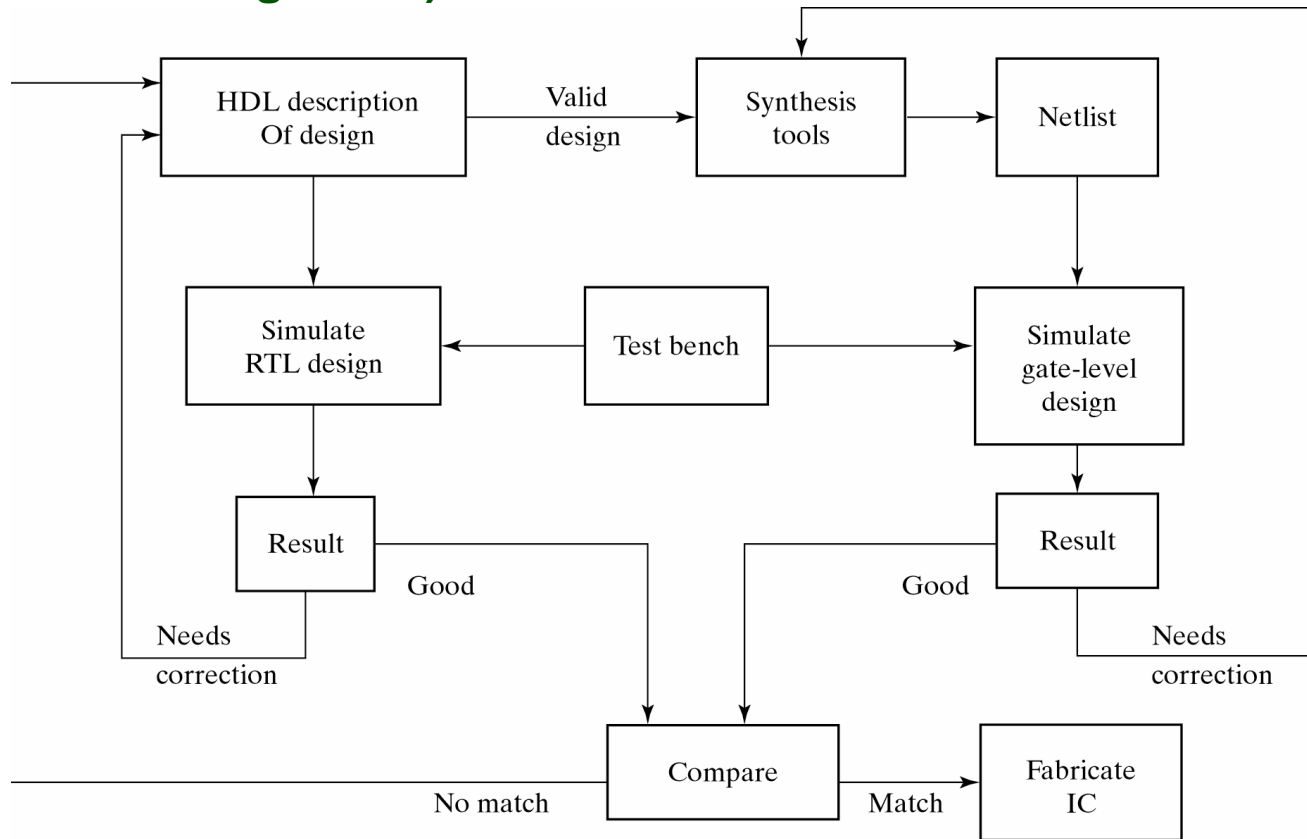 HDL description
Of design
Valid
design
Synthesis
tools
Netlist
Simulate
RTL design
Test bench
Simulate
gate-level
design
Result
Good
Needs
correction
Result
Good
Needs
correction
Compare
No match
Match
Fabricate
IC